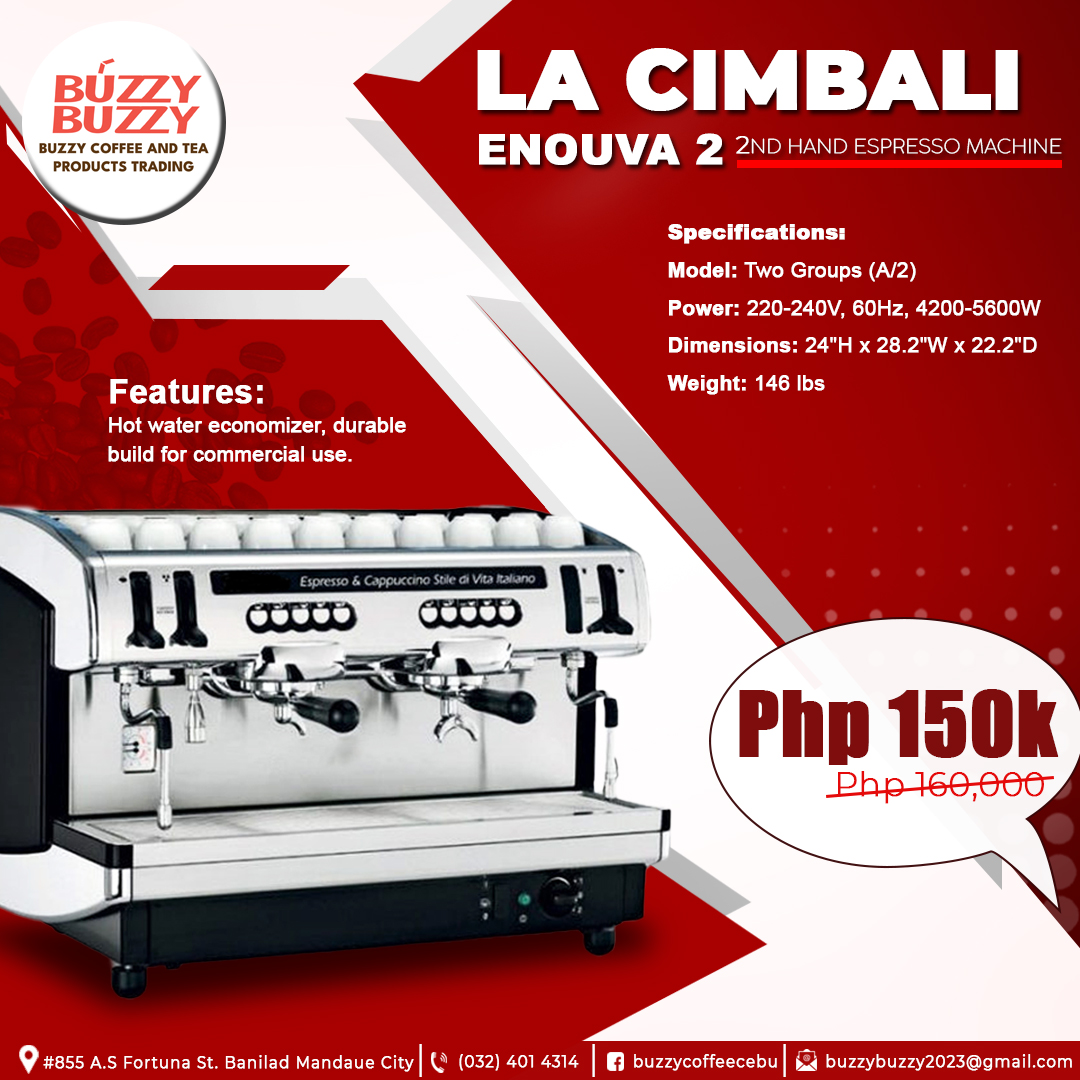 BÚZZY
BUZZY
BUZZY COFFEE AND TEA
PRODUCTS TRADING
LA CIMBALI
ENOUVA 2 2ND HAND ESPRESSO MACHINE
Specifications:
Model: Two Groups (A/2)
Power: 220-240V, 60Hz, 4200-5600W
Dimensions: 24"H x 28.2"W x 22.2"D
Weight: 146 lbs
Features:
Hot water economizer, durable
build for commercial use.
Espresso & Cappuccino Stile di Vita Italiano
Php 150k
Php 160,000
#855 A.S Fortuna St. Banilad Mandaue City
(032) 401 4314
buzzycoffeecebu
buzzybuzzy2023@gmail.com